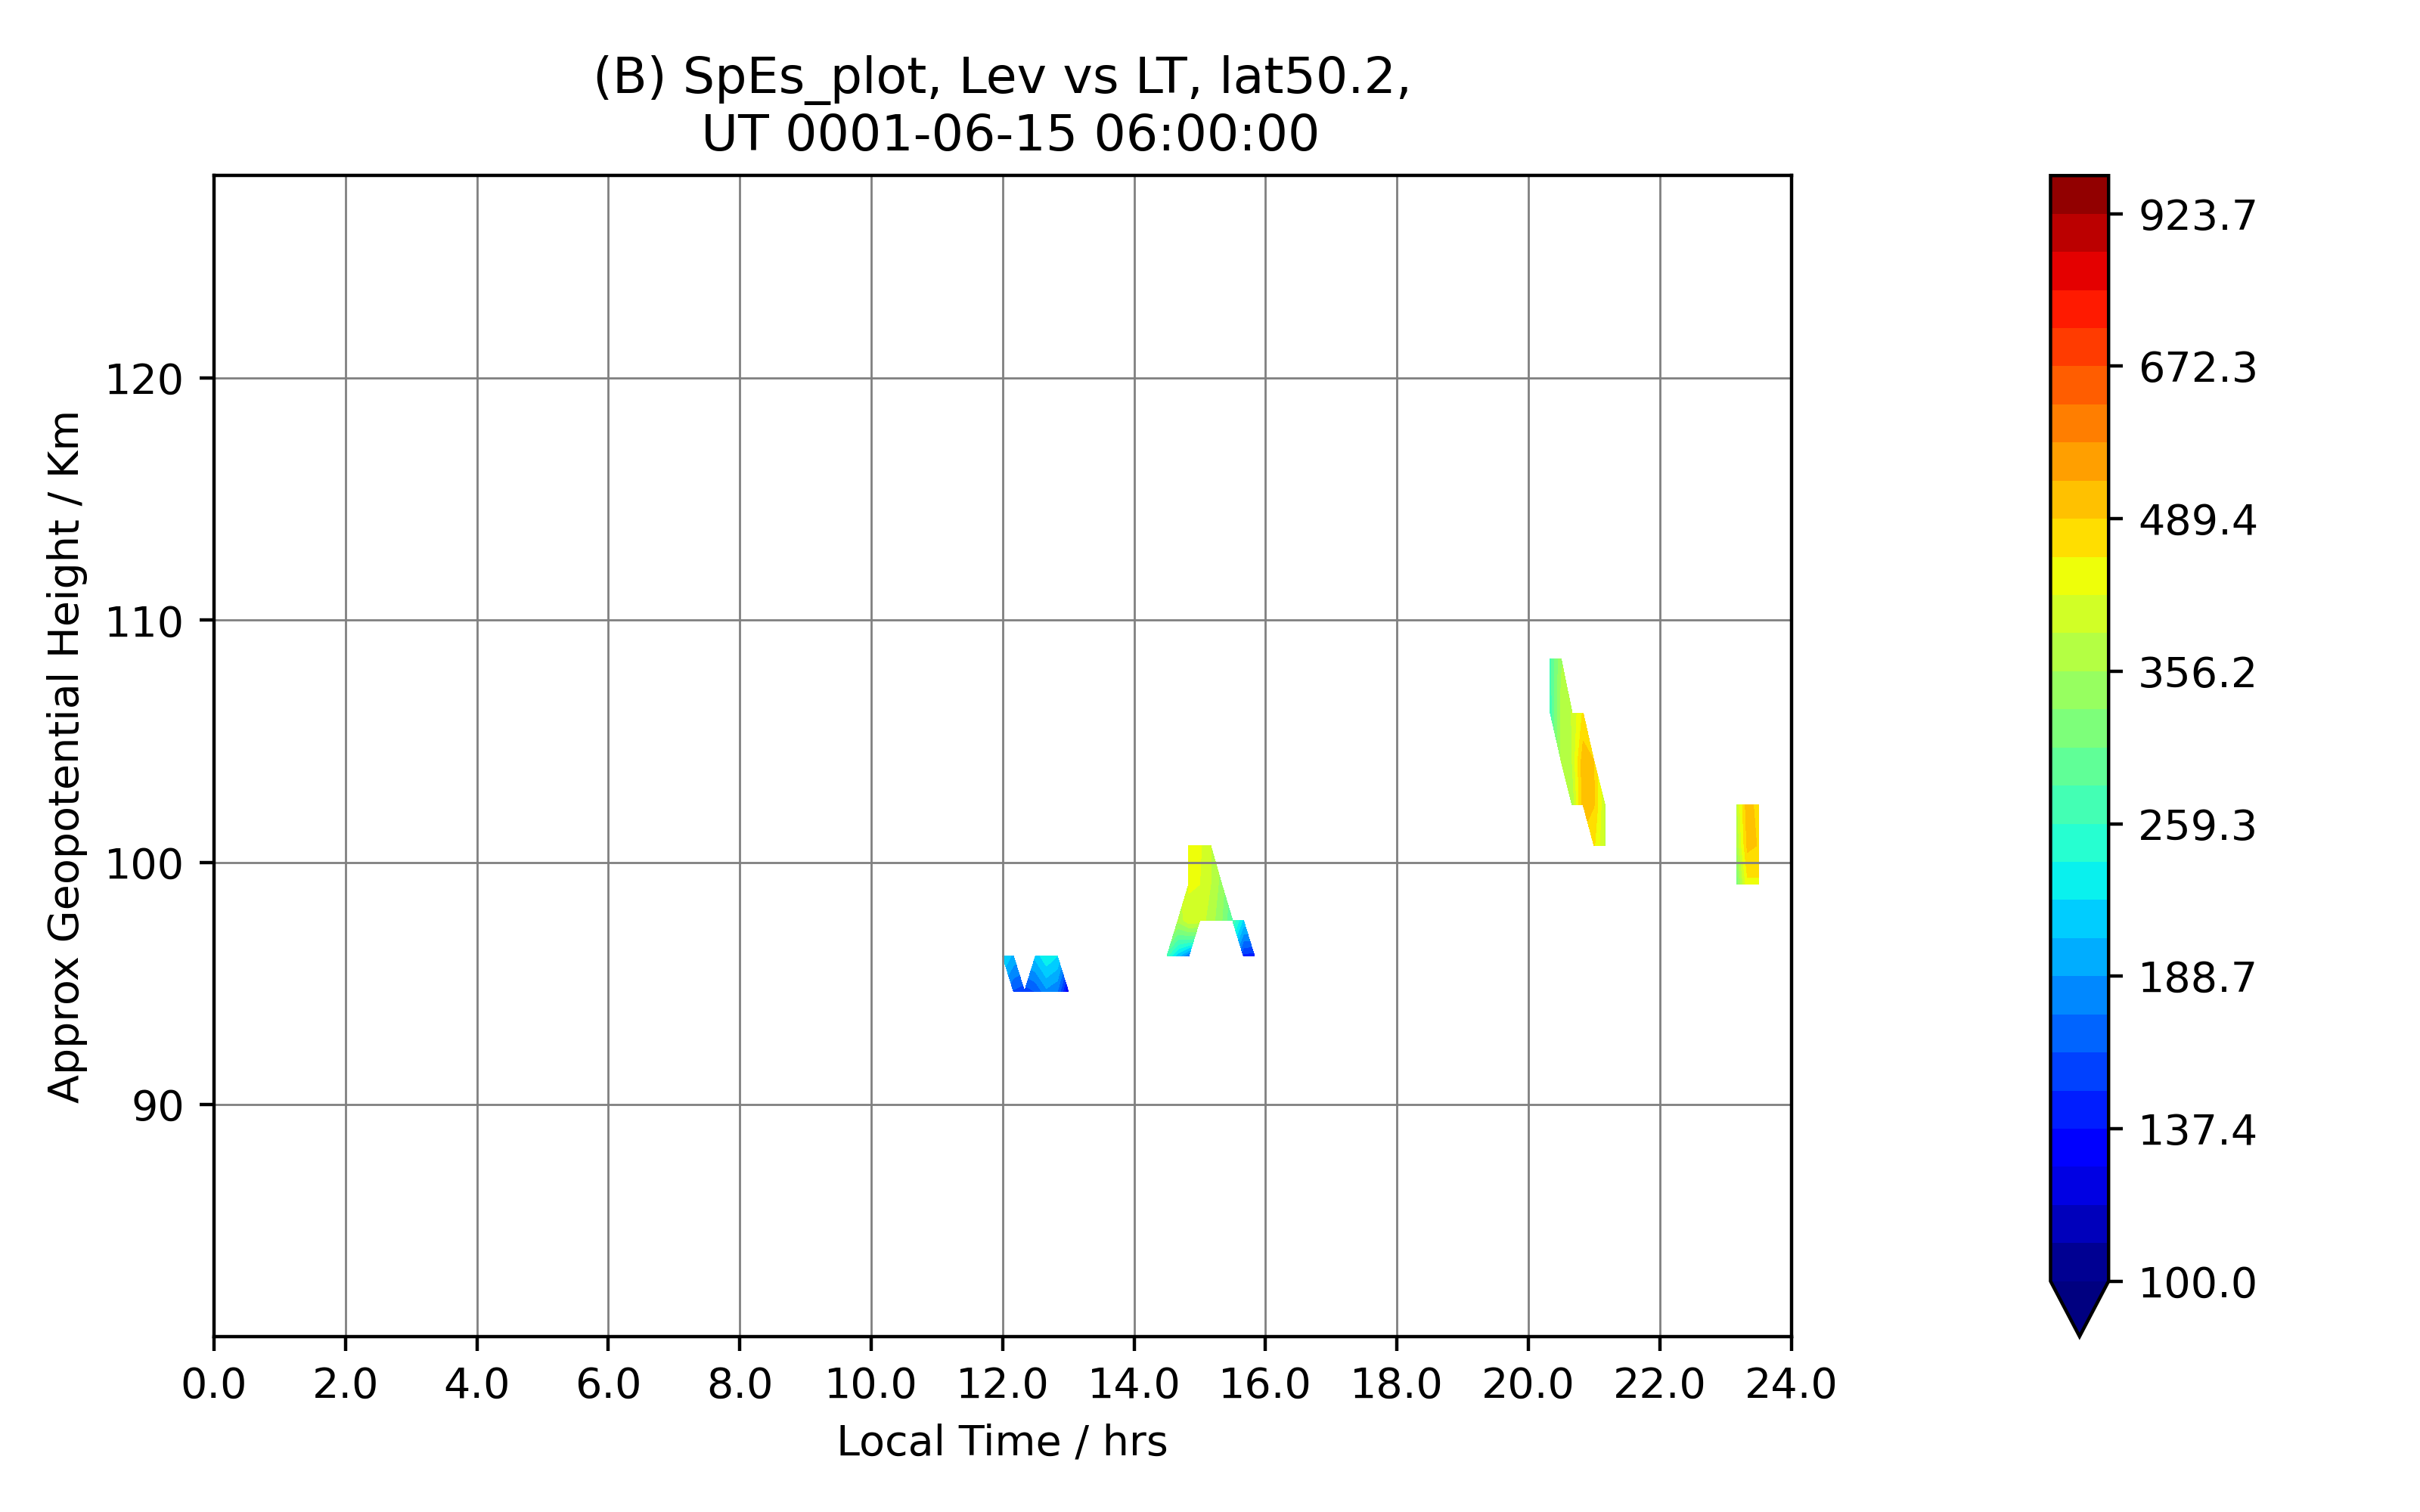 (B) SpEs_plot, Lev vs LT, lat50.2,
UT 0001-06-15 06:00:00
Approx Geopotential Height / Km
120
110
100
90
0.0 2.0 4.0 6.0 8.0 10.0 12.0 14.0 16.0 18.0 20.0 22.0 24.0
Local Time / hrs
923.7
672.3
489.4
356.2
259.3
188.7
137.4
100.0